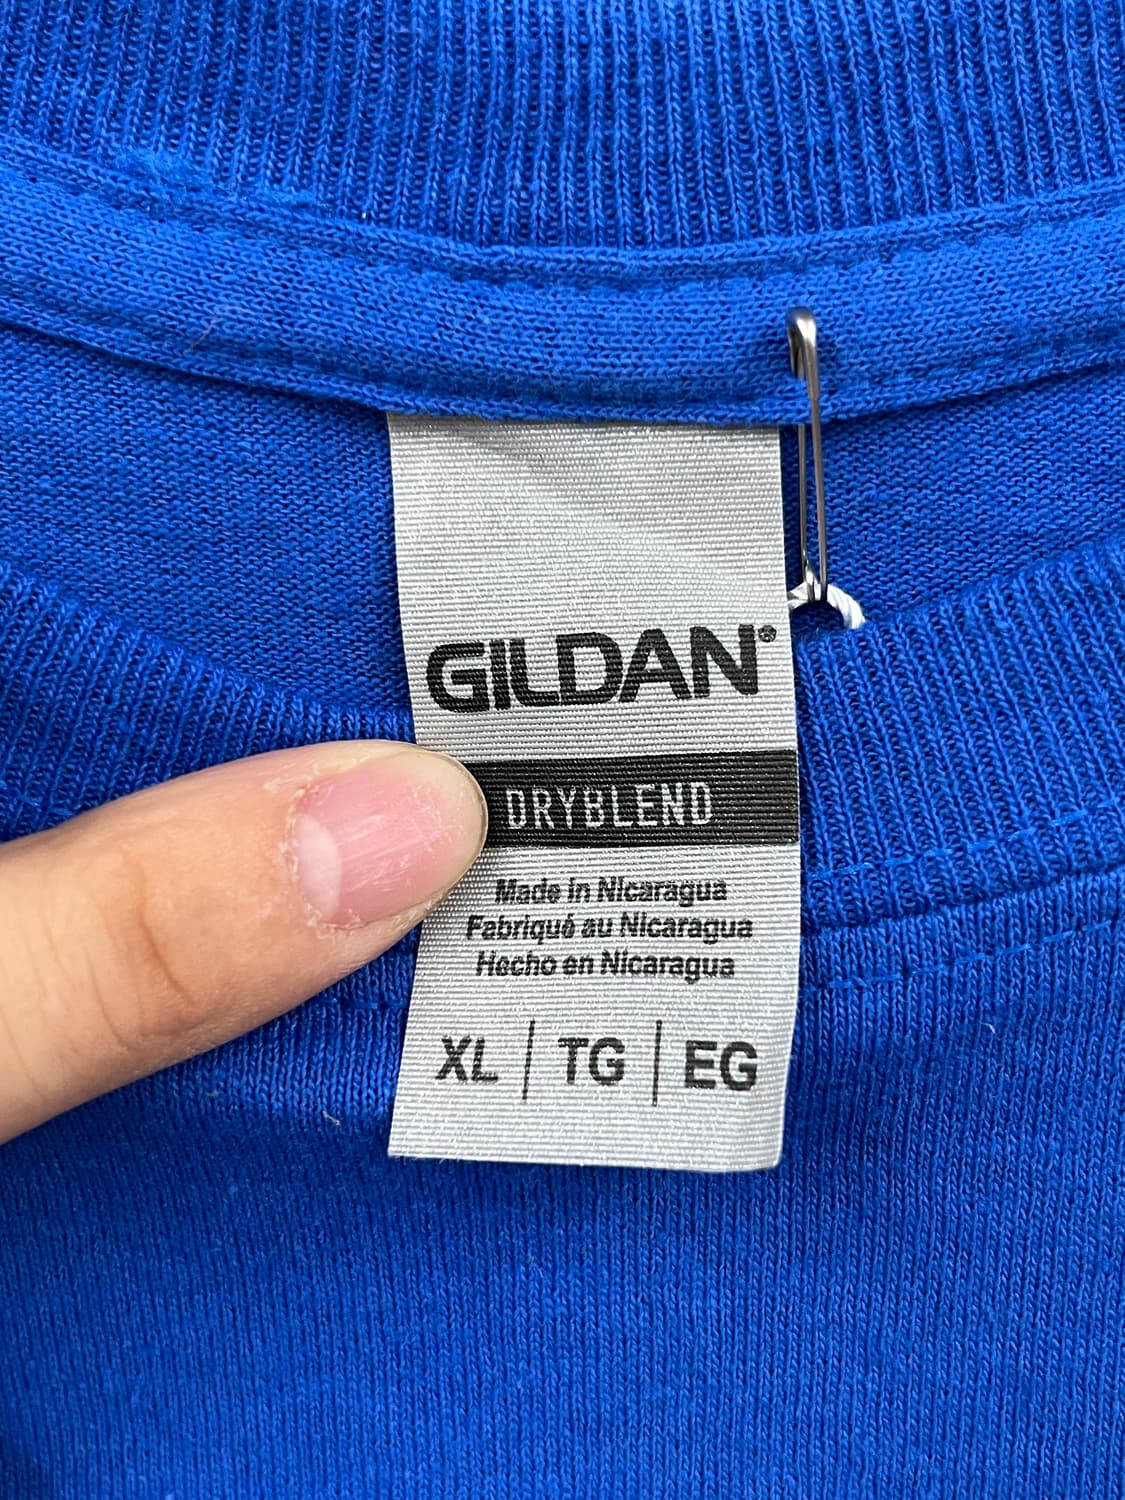 GILDAN®
DRYBLEND
Made in Nicaragua
Fabriqué au Nicaragua
Hecho en Nicaragua
XL | TG | EG